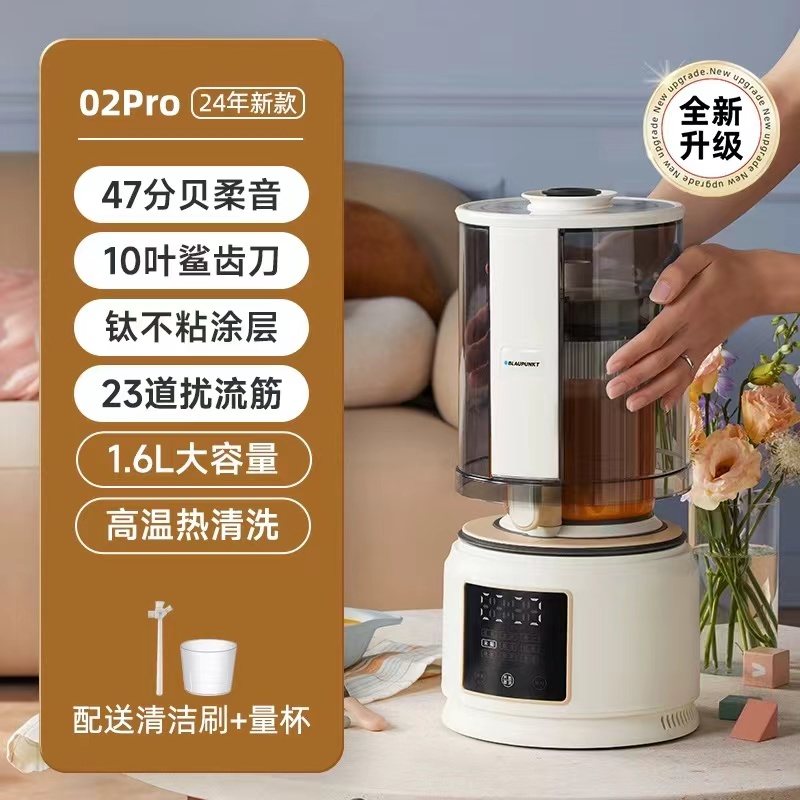 02Pro 24年新款
47分贝柔音
10叶鲨齿刀
钛不粘涂层
23道扰流筋
1.6L大容量
高温热清洗
配送清洁刷+量杯
New upgrade.New upgrade.New upgrade.New upgrade
全新
升级
BLAUPUNKT